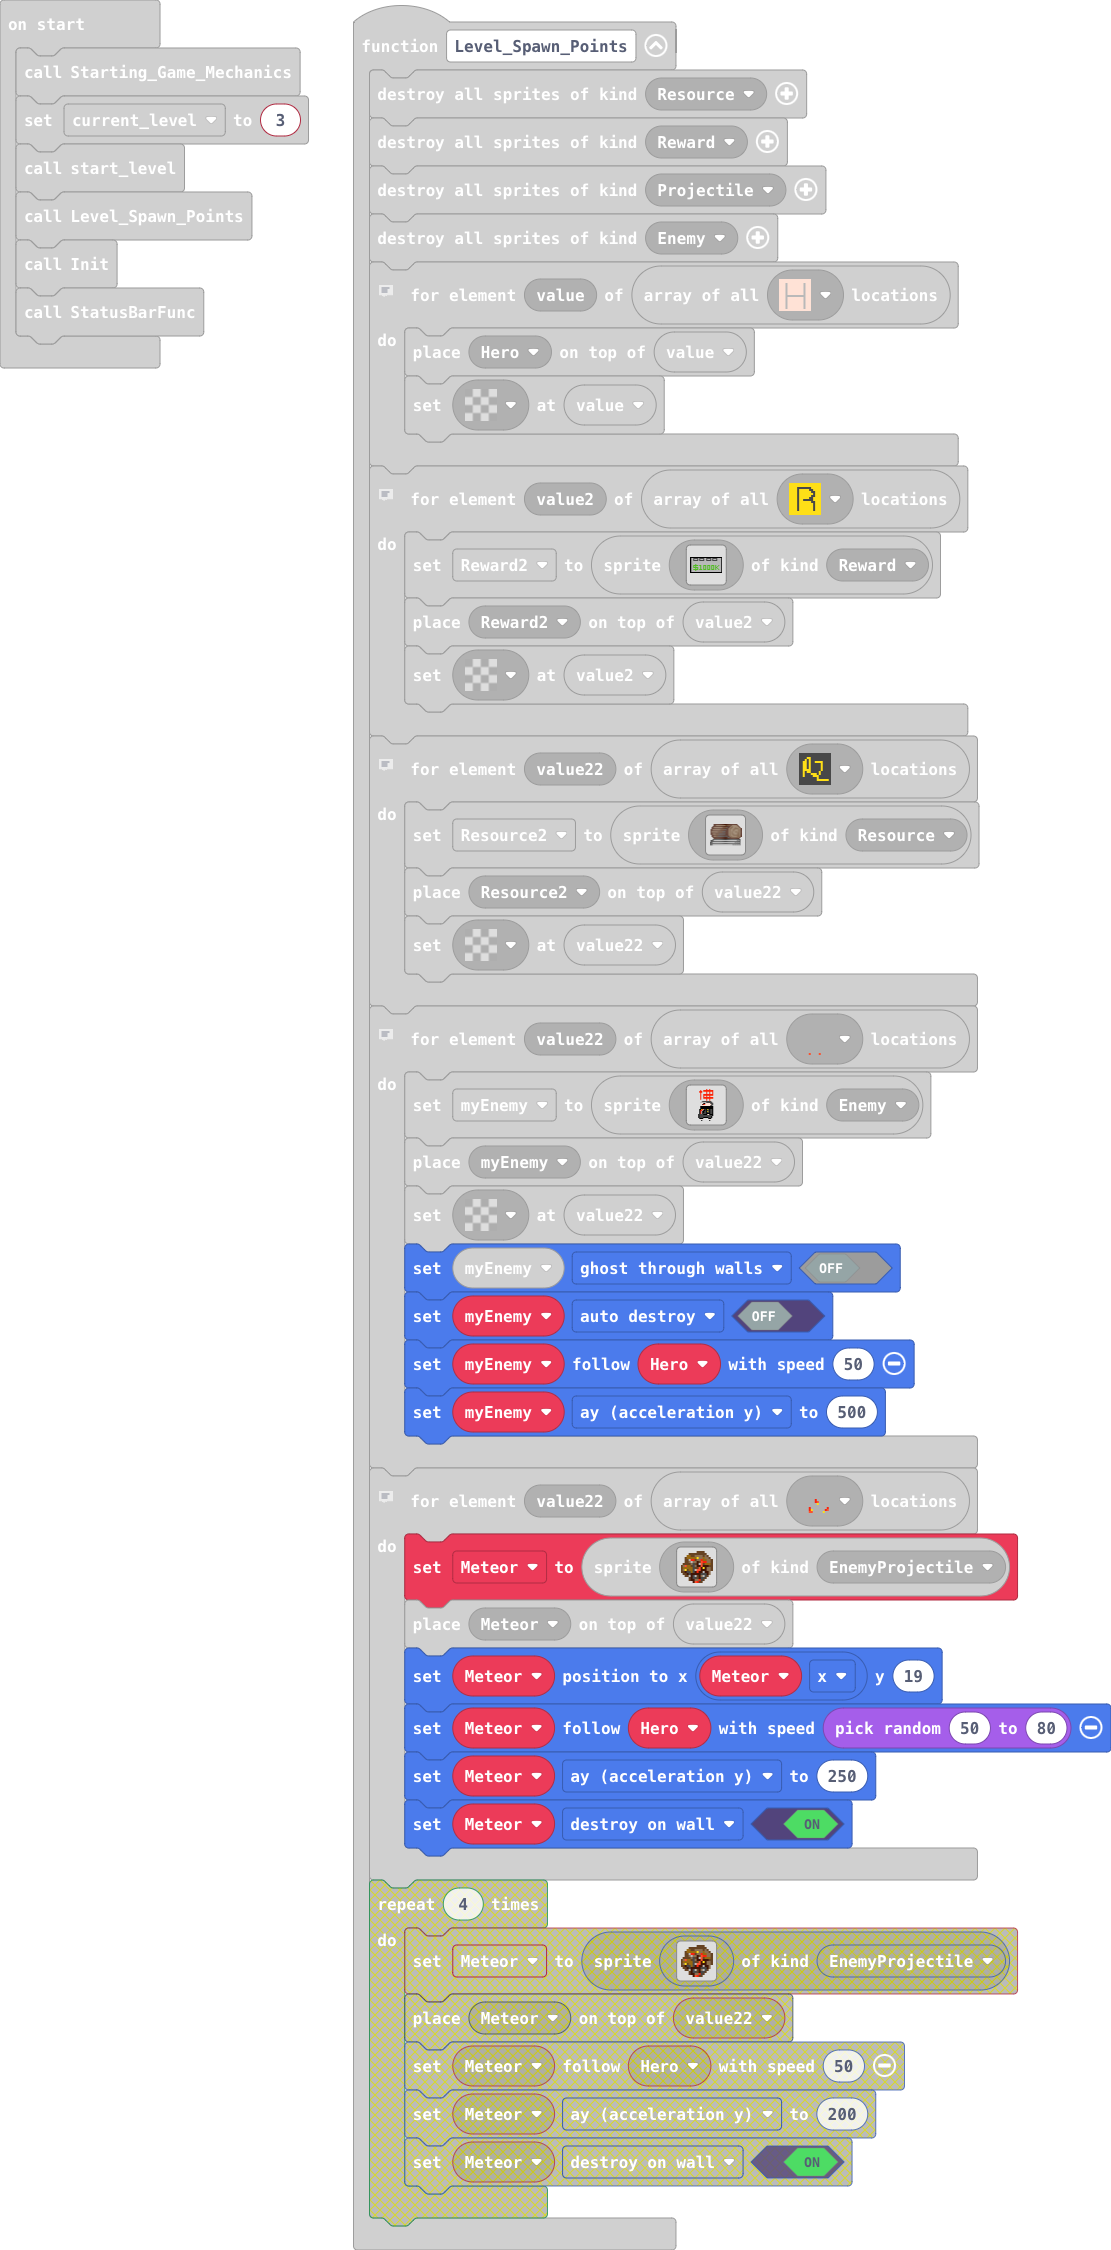 on start
call Starting_Game_Mechanics
set current_level to 3
call start_level
call Level_Spawn_Points
call Init
call StatusBarFunc
function Level_Spawn_Points
destroy all sprites of kind Resource
destroy all sprites of kind Reward
destroy all sprites of kind Projectile
destroy all sprites of kind Enemy
for element value of array of all H locations
do
place Hero on top of value
set at value
for element value2 of array of all R locations
do
set Reward2 to sprite of kind Reward
place Reward2 on top of value2
set at value2
for element value22 of array of all locations
do
set Resource2 to sprite of kind Resource
place Resource2 on top of value22
set at value22
for element value22 of array of all locations
do
set myEnemy to sprite of kind Enemy
place myEnemy on top of value22
set at value22
set myEnemy ghost through walls OFF
set myEnemy auto destroy OFF
set myEnemy follow Hero with speed 50
set myEnemy ay (acceleration y) to 500
for element value22 of array of all locations
do
set Meteor to sprite of kind EnemyProjectile
place Meteor on top of value22
set Meteor position to x Meteor x y 19
set Meteor follow Hero with speed pick random 50 to 80
set Meteor ay (acceleration y) to 250
set Meteor destroy on wall ON
repeat 4 times
do
set Meteor to sprite of kind EnemyProjectile
place Meteor on top of value22
set Meteor follow Hero with speed 50
set Meteor ay (acceleration y) to 200
set Meteor destroy on wall ON